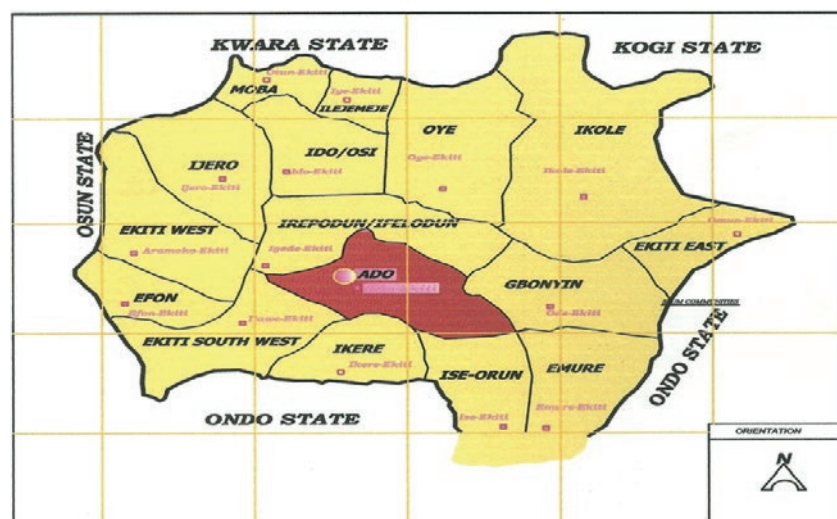 KWARA STATE
KOGI STATE
Otun-Ekiti
MOBA
Iye-Ekiti
ILEJEMEJE
OYE
IKOLE
IDO/OSI
IJERO
Oye-Ekiti
Ido-Ekiti
Ikole-Ekiti
Ijero-Ekiti
OSUN STATE
IREPODUN/IFELODUN
EKITI WEST
Omuo-Ekiti
EKITI EAST
Aramoko-Ekiti
Igede-Ekiti
ADO
GBONYIN
EFON
Efon-Ekiti
Ode-Ekiti
COMMUNITIES
EKITI SOUTH WEST
IKERE
Ikere-Ekiti
ISE-ORUN
EMURE
ONDO STATE
ONDO STATE
Ise-Ekiti
Emure-Ekiti
ORIENTATION
N